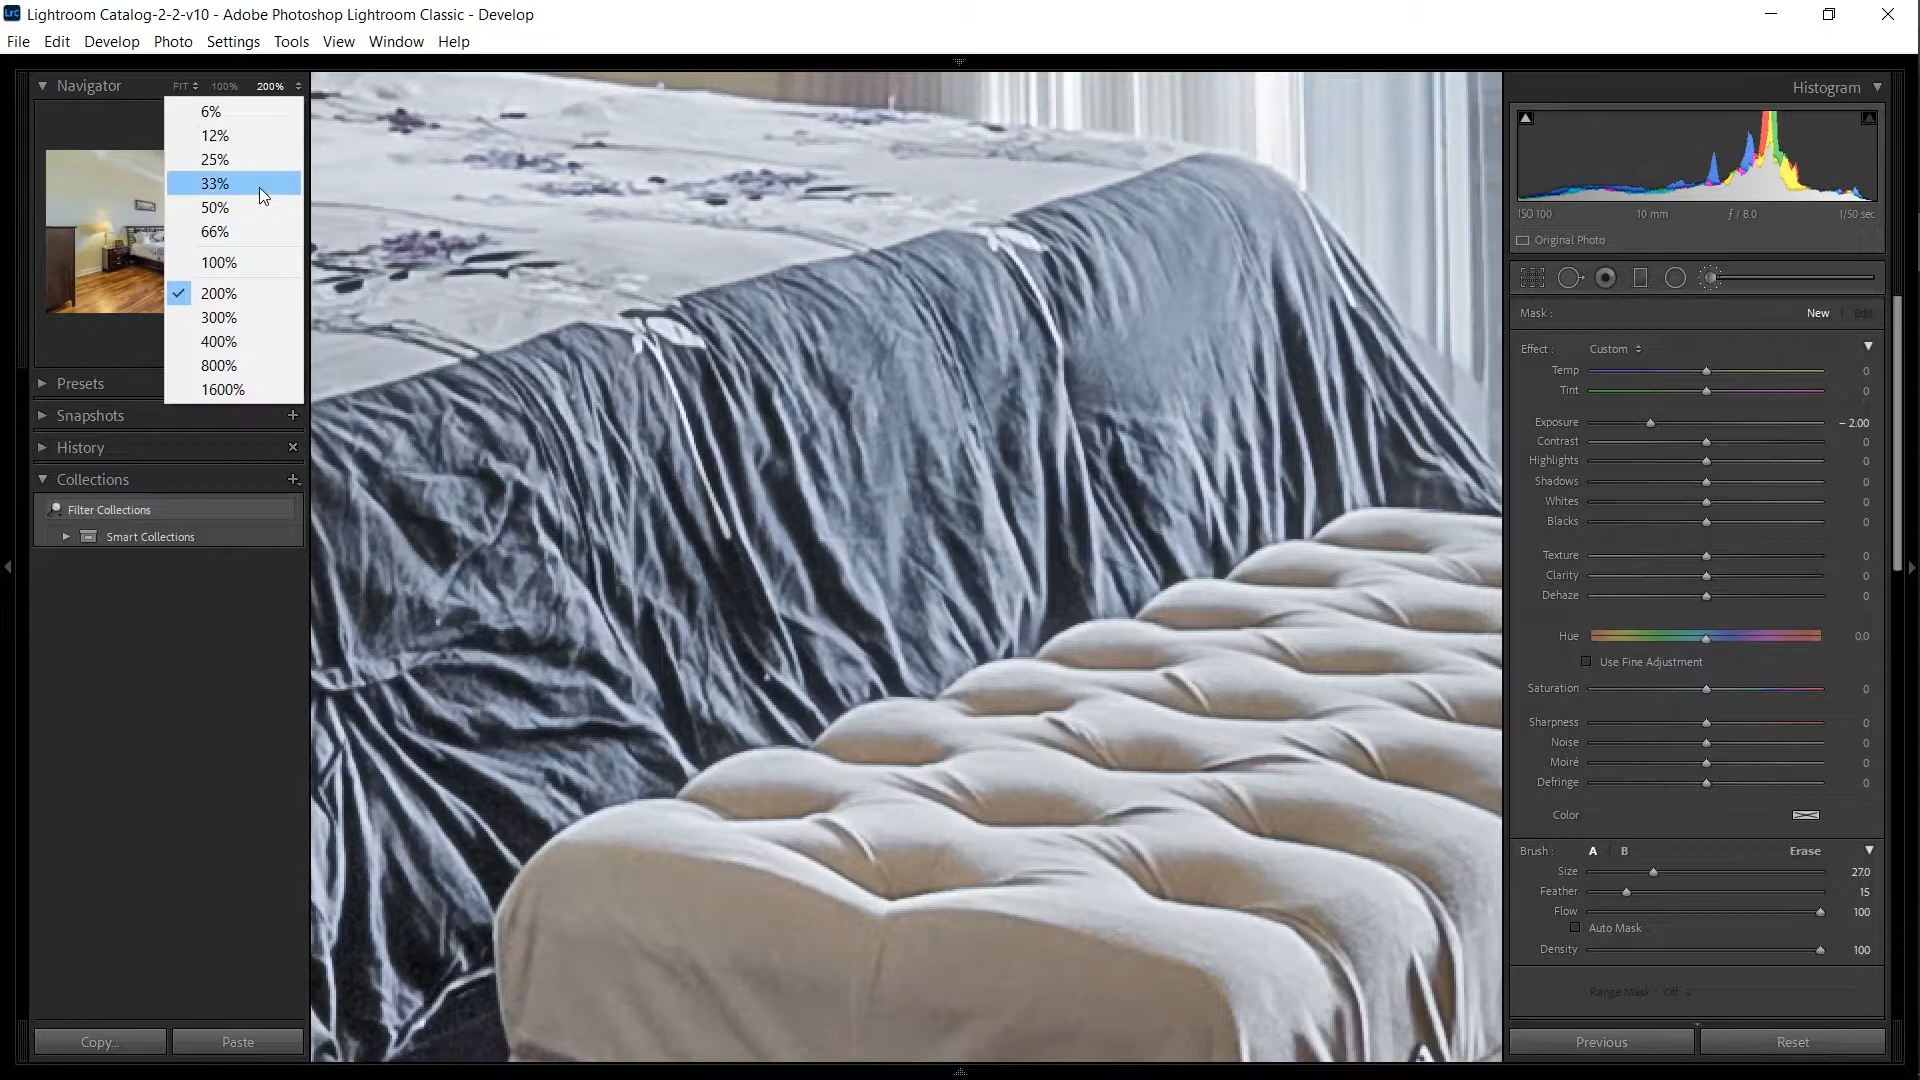 Lightroom Catalog-2-2-v10 - Adobe Photoshop Lightroom Classic - Develop
File Edit Develop Photo Settings Tools View Window Help
Navigator FIT 100% 200%
6%
12%
25%
33%
50%
66%
100%
200%
300%
400%
800%
1600%
Presets
Snapshots
History
Collections
Filter Collections
Smart Collections
Copy... Paste
Histogram
ISO 100 10 mm ƒ / 8.0 1/50 sec
Original Photo
Mask : New Edit
Effect : Custom
Temp 0
Tint 0
Exposure – 2.00
Contrast 0
Highlights 0
Shadows 0
Whites 0
Blacks 0
Texture 0
Clarity 0
Dehaze 0
Hue 0.0
Use Fine Adjustment
Saturation 0
Sharpness 0
Noise 0
Moiré 0
Defringe 0
Color
Brush : A B Erase
Size 27.0
Feather 15
Flow 100
Auto Mask
Density 100
Range Mask : Off
Previous Reset
LrC